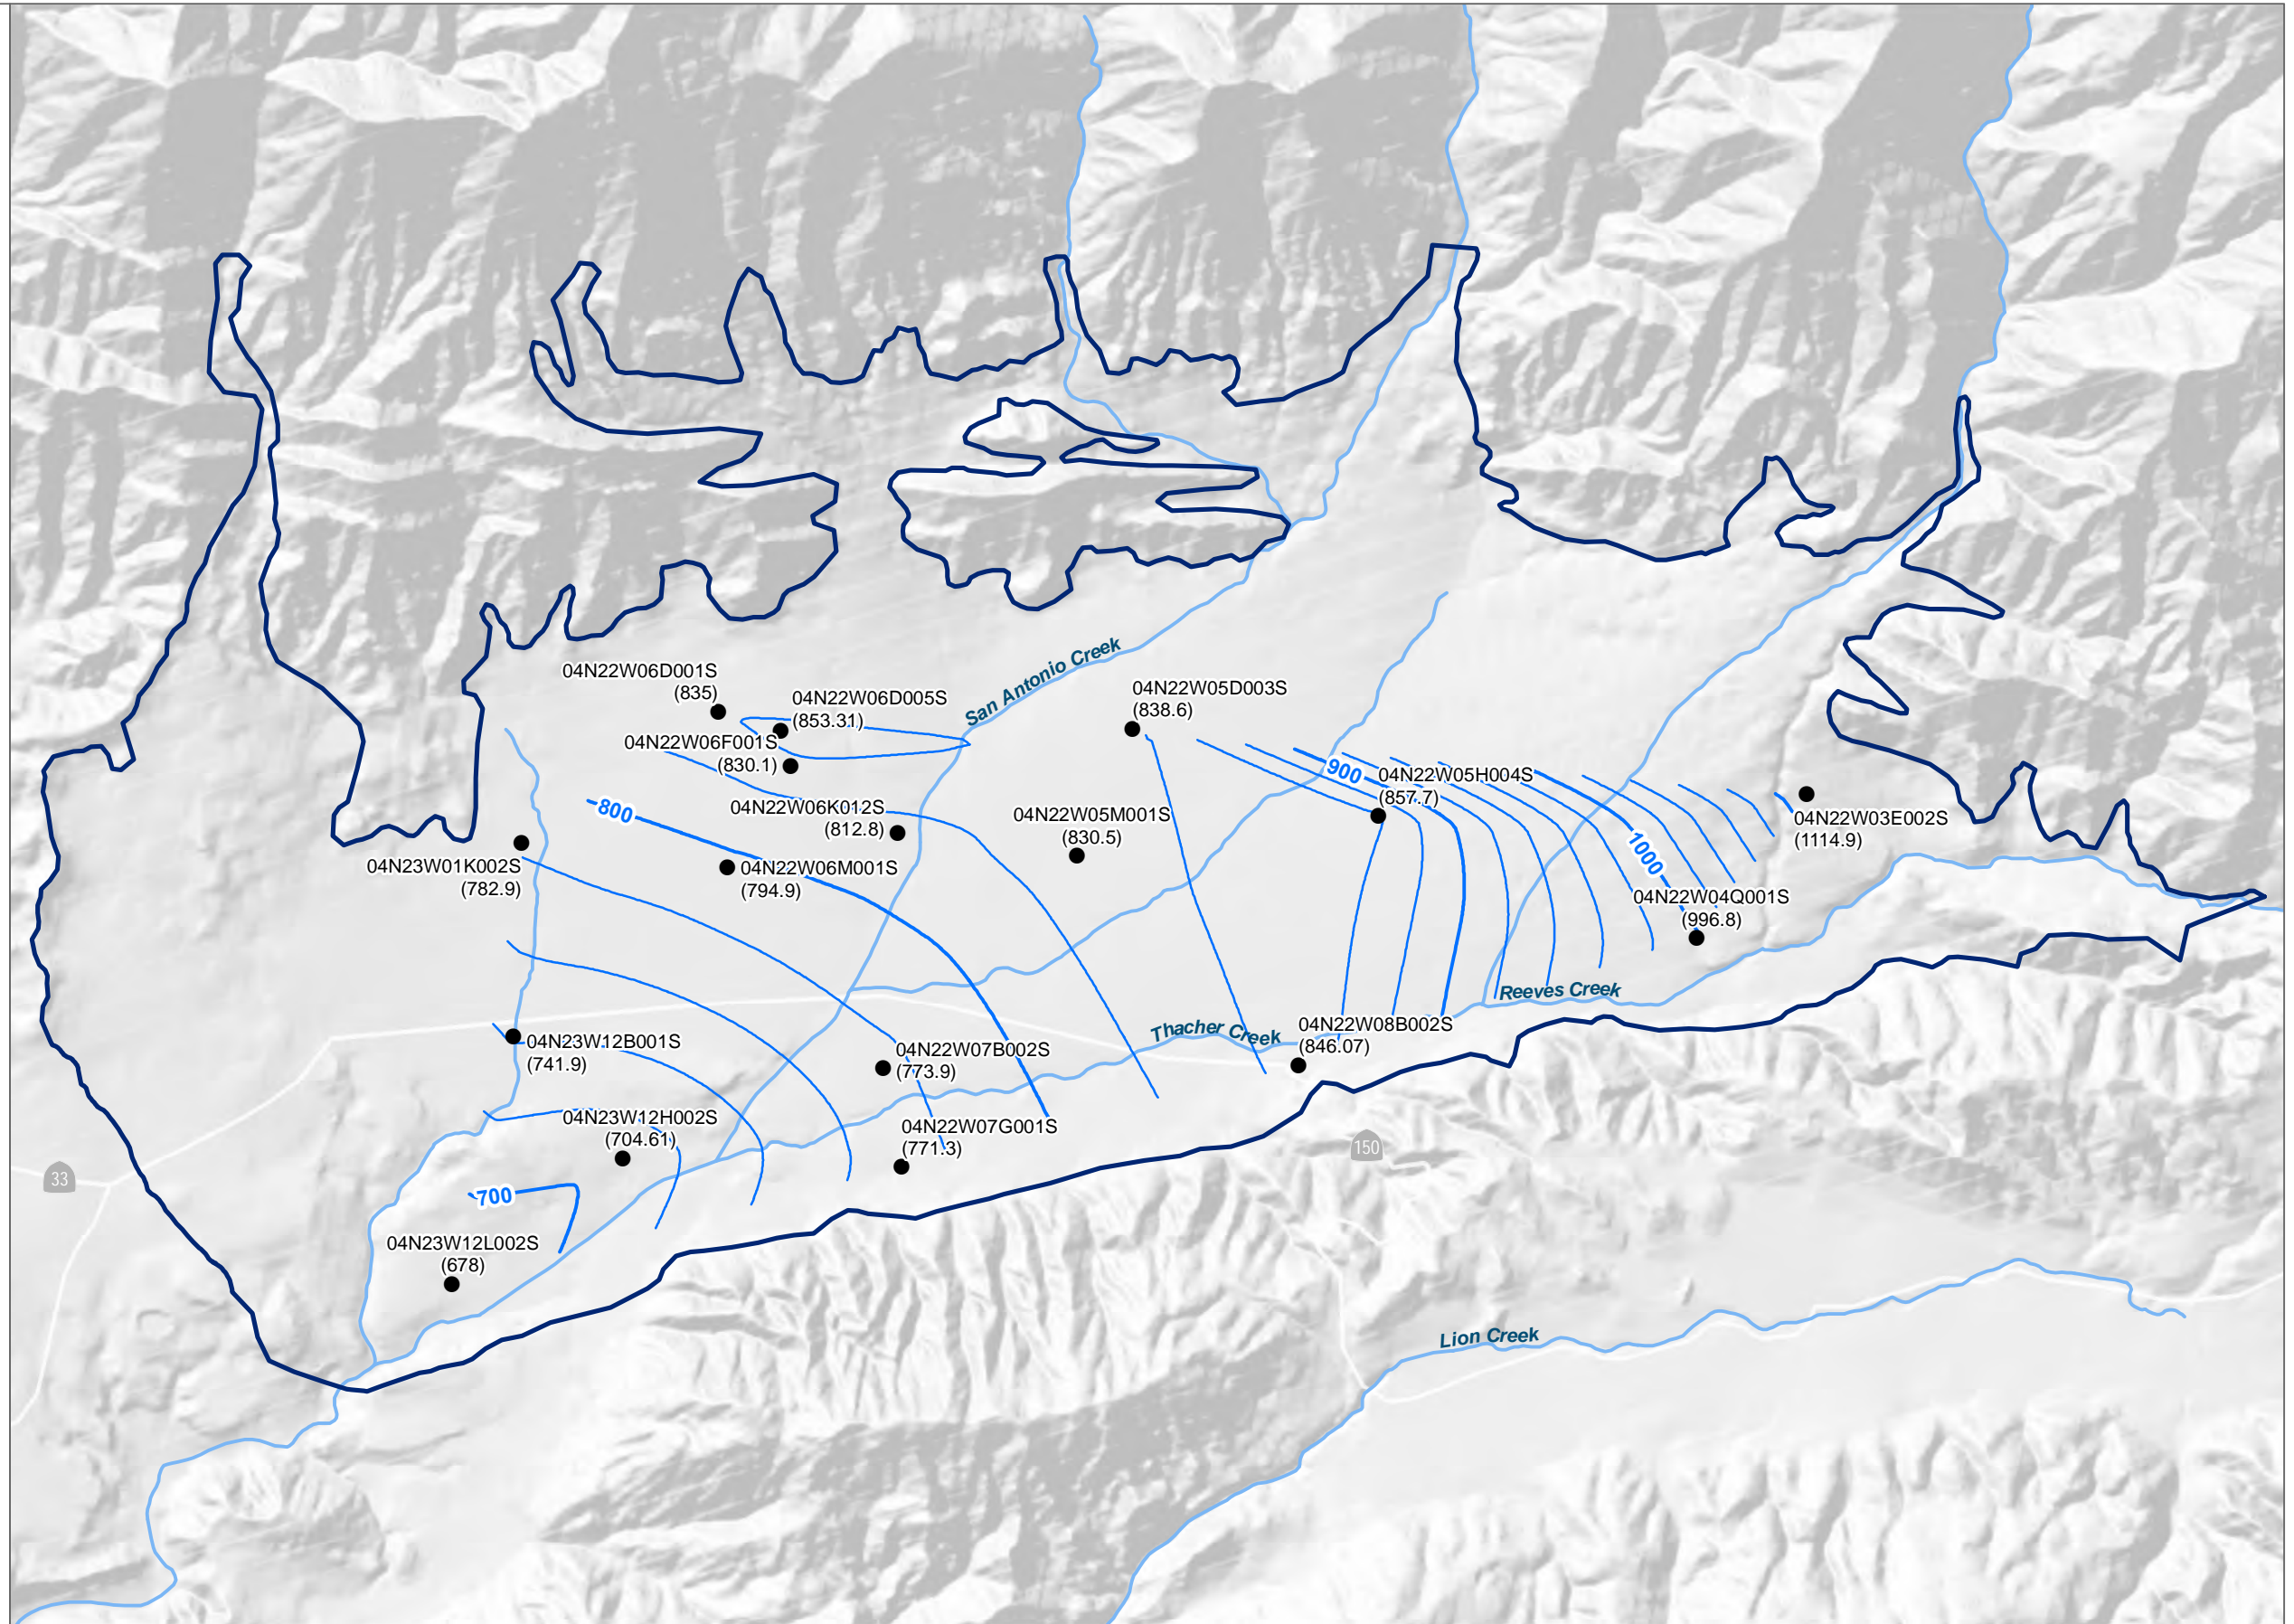 San Antonio Creek
04N22W06D001S
(835)
04N22W06D005S
(853.31)
04N22W05D003S
(838.6)
04N22W06F001S
(830.1)
900
04N22W05H004S
(857.7)
800
04N22W06K012S
(812.8)
04N22W05M001S
(830.5)
04N22W03E002S
(1114.9)
1000
04N23W01K002S
(782.9)
04N22W06M001S
(794.9)
04N22W04Q001S
(996.8)
Reeves Creek
Thacher Creek
04N22W08B002S
(846.07)
04N23W12B001S
(741.9)
04N22W07B002S
(773.9)
04N23W12H002S
(704.61)
04N22W07G001S
(771.3)
150
33
700
04N23W12L002S
(678)
Lion Creek